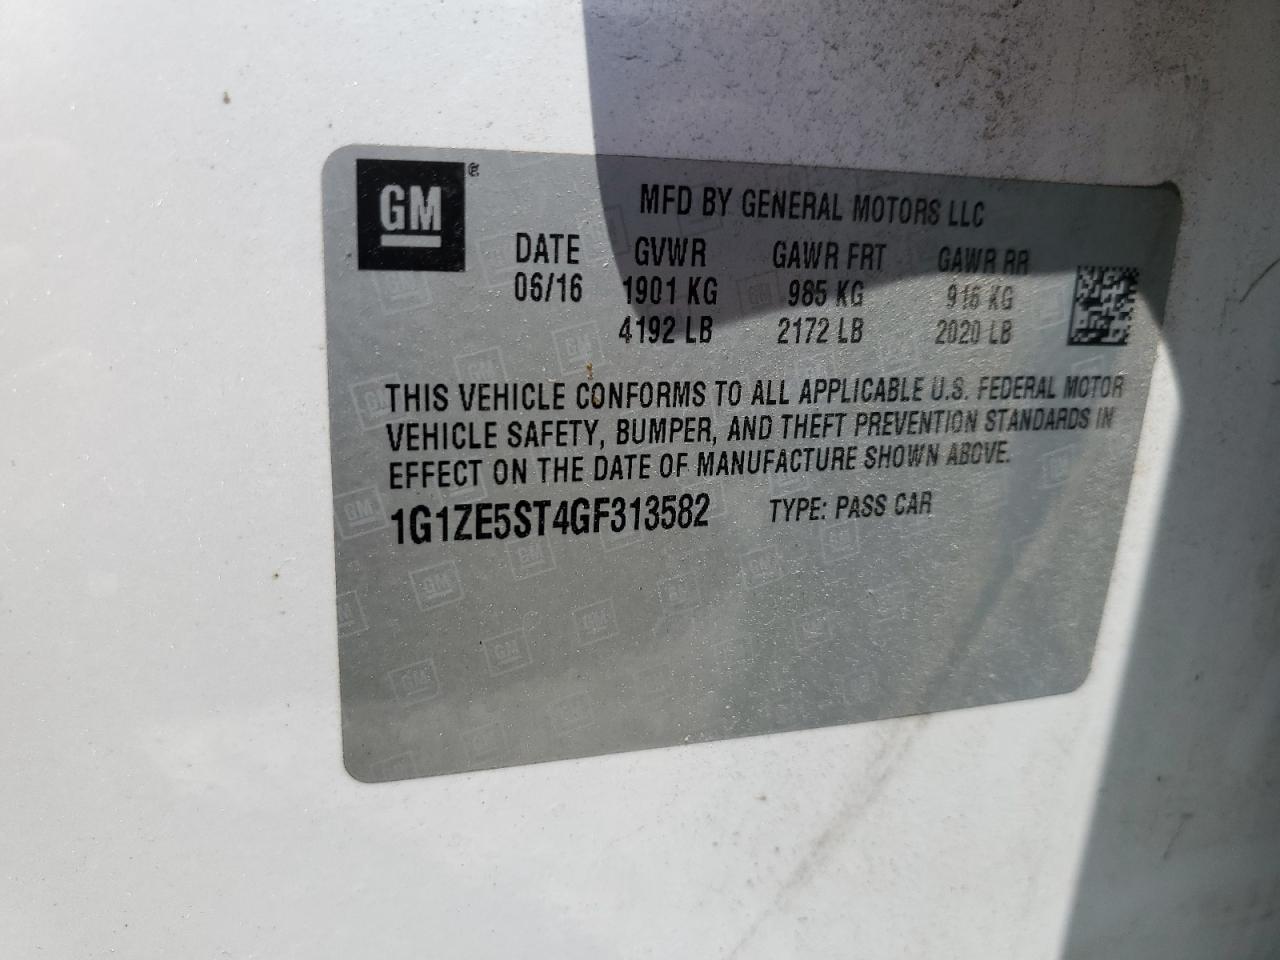 GM
MFD BY GENERAL MOTORS LLC
DATE GVWR GAWR FRT GAWR RR
06/16 1901 KG 985 KG 916 KG
4192 LB 2172 LB 2020 LB
THIS VEHICLE CONFORMS TO ALL APPLICABLE U.S. FEDERAL MOTOR
VEHICLE SAFETY, BUMPER, AND THEFT PREVENTION STANDARDS IN
EFFECT ON THE DATE OF MANUFACTURE SHOWN ABOVE.
1G1ZE5ST4GF313582 TYPE: PASS CAR